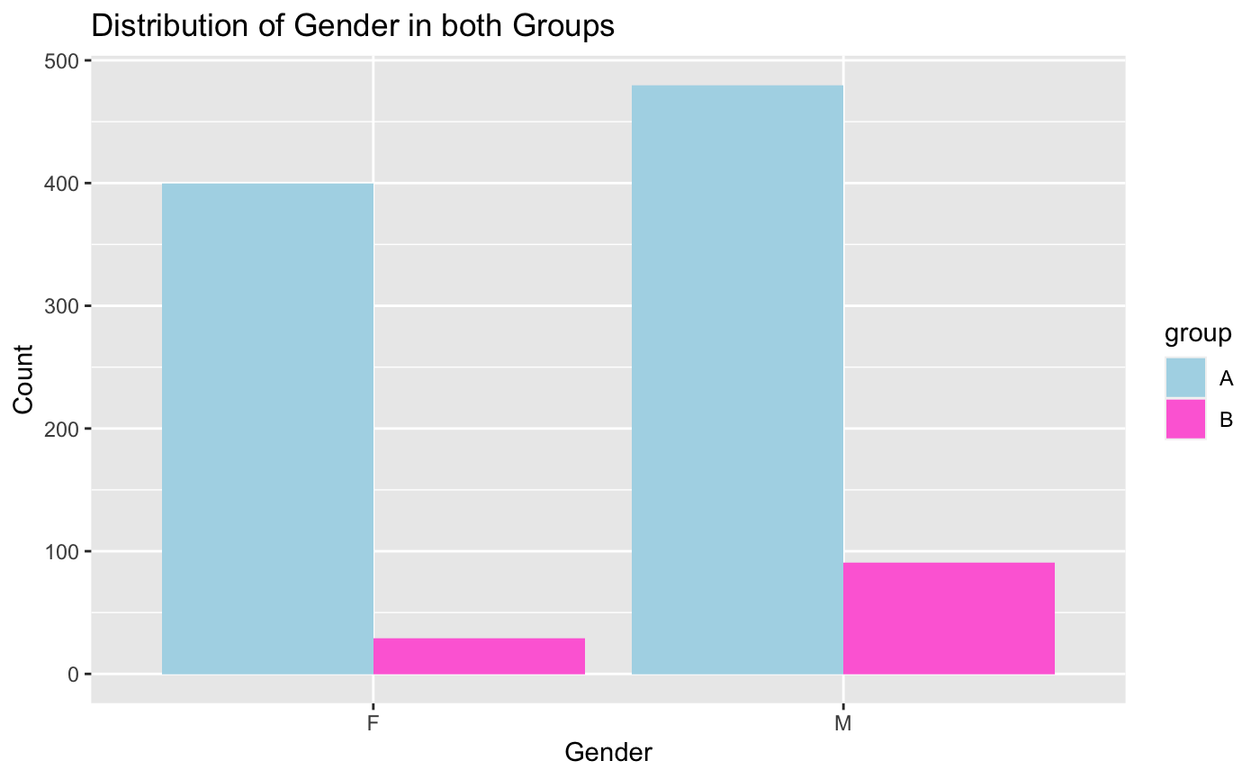 Distribution of Gender in both Groups
500
400
300
200
100
0
Count
F
M
Gender
group
A
B